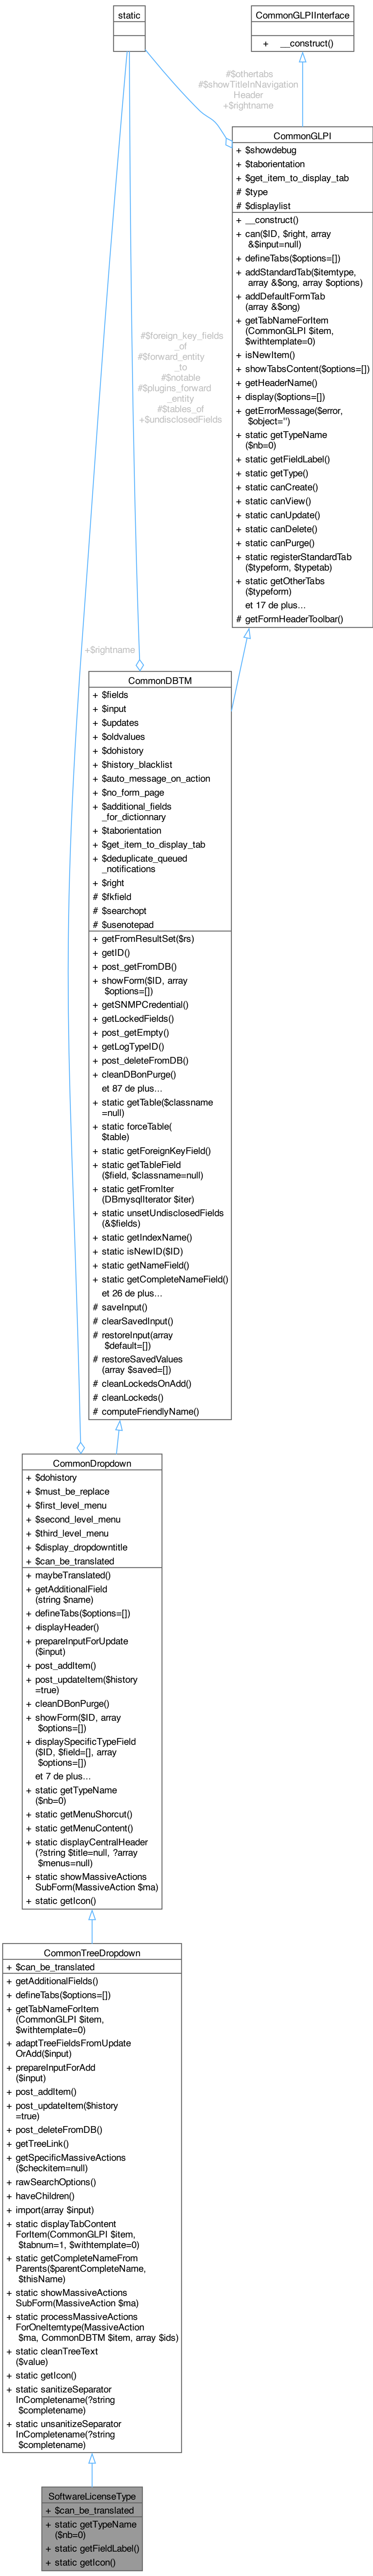 static
CommonGLPIInterface
+ __construct()
#$othertabs
#$showTitleInNavigation
Header
+$rightname
CommonGLPI
+ $showdebug
+ $taborientation
+ $get_item_to_display_tab
# $type
# $displaylist
+ __construct()
+ can($ID, $right, array
&$input=null)
+ defineTabs($options=[])
+ addStandardTab($itemtype,
array &$ong, array $options)
+ addDefaultFormTab
(array &$ong)
+ getTabNameForItem
(CommonGLPI $item,
$withtemplate=0)
+ isNewItem()
+ showTabsContent($options=[])
+ getHeaderName()
+ display($options=[])
+ getErrorMessage($error,
$object='')
+ static getTypeName
($nb=0)
+ static getFieldLabel()
+ static getType()
+ static canCreate()
+ static canView()
+ static canUpdate()
+ static canDelete()
+ static canPurge()
+ static registerStandardTab
($typeform, $typetab)
+ static getOtherTabs
($typeform)
et 17 de plus...
# getFormHeaderToolbar()
#$foreign_key_fields
_of
#$forward_entity
_to
#$notable
#$plugins_forward
_entity
#$tables_of
+$undisclosedFields
+$rightname
CommonDBTM
+ $fields
+ $input
+ $updates
+ $oldvalues
+ $dohistory
+ $history_blacklist
+ $auto_message_on_action
+ $no_form_page
+ $additional_fields
_for_dictionnary
+ $taborientation
+ $get_item_to_display_tab
+ $deduplicate_queued
_notifications
+ $right
# $fkfield
# $searchopt
# $usenotepad
+ getFromResultSet($rs)
+ getID()
+ post_getFromDB()
+ showForm($ID, array
$options=[])
+ getSNMPCredential()
+ getLockedFields()
+ post_getEmpty()
+ getLogTypeID()
+ post_deleteFromDB()
+ cleanDBonPurge()
et 87 de plus...
+ static getTable($classname
=null)
+ static forceTable(
$table)
+ static getForeignKeyField()
+ static getTableField
($field, $classname=null)
+ static getFromIter
(DBmysqlIterator $iter)
+ static unsetUndisclosedFields
(&$fields)
+ static getIndexName()
+ static isNewID($ID)
+ static getNameField()
+ static getCompleteNameField()
et 26 de plus...
# saveInput()
# clearSavedInput()
# restoreInput(array
$default=[])
# restoreSavedValues
(array $saved=[])
# cleanLockedsOnAdd()
# cleanLockeds()
# computeFriendlyName()
CommonDropdown
+ $dohistory
+ $must_be_replace
+ $first_level_menu
+ $second_level_menu
+ $third_level_menu
+ $display_dropdowntitle
+ $can_be_translated
+ maybeTranslated()
+ getAdditionalField
(string $name)
+ defineTabs($options=[])
+ displayHeader()
+ prepareInputForUpdate
($input)
+ post_addItem()
+ post_updateItem($history
=true)
+ cleanDBonPurge()
+ showForm($ID, array
$options=[])
+ displaySpecificTypeField
($ID, $field=[], array
$options=[])
et 7 de plus...
+ static getTypeName
($nb=0)
+ static getMenuShorcut()
+ static getMenuContent()
+ static displayCentralHeader
(?string $title=null, ?array
$menus=null)
+ static showMassiveActions
SubForm(MassiveAction $ma)
+ static getIcon()
CommonTreeDropdown
+ $can_be_translated
+ getAdditionalFields()
+ defineTabs($options=[])
+ getTabNameForItem
(CommonGLPI $item,
$withtemplate=0)
+ adaptTreeFieldsFromUpdate
OrAdd($input)
+ prepareInputForAdd
($input)
+ post_addItem()
+ post_updateItem($history
=true)
+ post_deleteFromDB()
+ getTreeLink()
+ getSpecificMassiveActions
($checkitem=null)
+ rawSearchOptions()
+ haveChildren()
+ import(array $input)
+ static displayTabContent
ForItem(CommonGLPI $item,
$tabnum=1, $withtemplate=0)
+ static getCompleteNameFrom
Parents($parentCompleteName,
$thisName)
+ static showMassiveActions
SubForm(MassiveAction $ma)
+ static processMassiveActions
ForOneItemtype(MassiveAction
$ma, CommonDBTM $item, array $ids)
+ static cleanTreeText
($value)
+ static getIcon()
+ static sanitizeSeparator
InCompletename(?string
$completename)
+ static unsanitizeSeparator
InCompletename(?string
$completename)
SoftwareLicenseType
+ $can_be_translated
+ static getTypeName
($nb=0)
+ static getFieldLabel()
+ static getIcon()